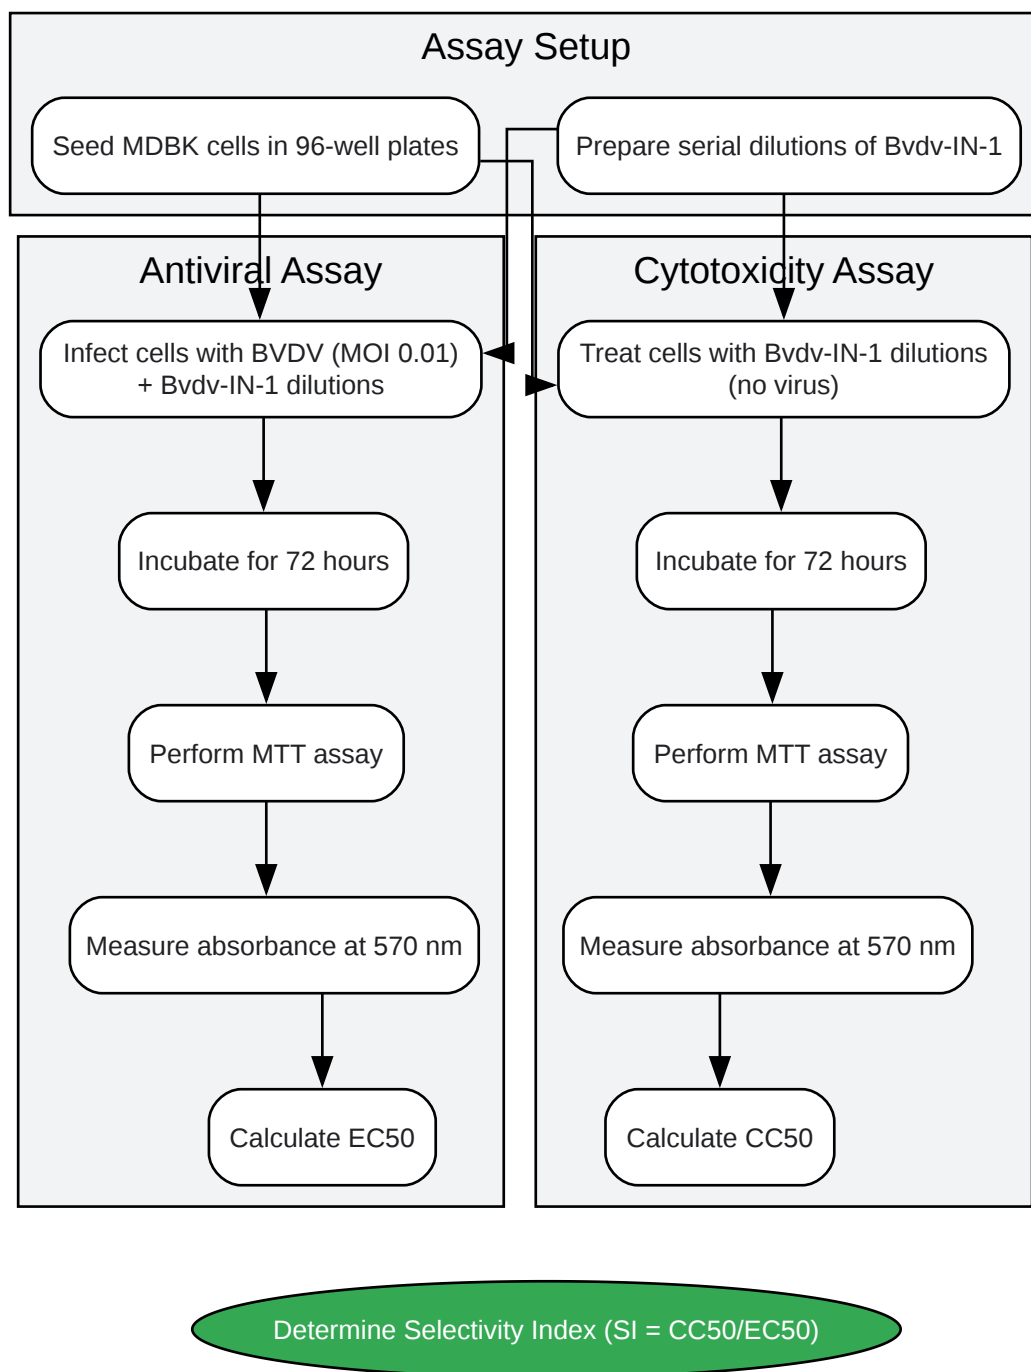 Assay Setup
Seed MDBK cells in 96-well plates
Prepare serial dilutions of Bvdv-IN-1
Antiviral Assay
Infect cells with BVDV (MOI 0.01)
+ Bvdv-IN-1 dilutions
Incubate for 72 hours
Perform MTT assay
Measure absorbance at 570 nm
Calculate EC50
Cytotoxicity Assay
Treat cells with Bvdv-IN-1 dilutions
(no virus)
Incubate for 72 hours
Perform MTT assay
Measure absorbance at 570 nm
Calculate CC50
Determine Selectivity Index (SI = CC50/EC50)